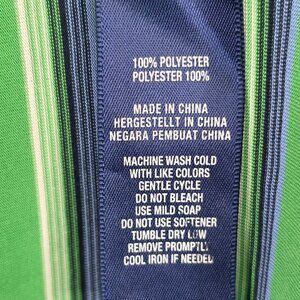 100% POLYESTER
POLYESTER 100%
MADE IN CHINA
HERGESTELLT IN CHINA
NEGARA PEMBUAT CHINA
MACHINE WASH COLD
WITH LIKE COLORS
GENTLE CYCLE
DO NOT BLEACH
USE MILD SOAP
DO NOT USE SOFTENER
TUMBLE DRY LOW
REMOVE PROMPTLY
COOL IRON IF NEEDED